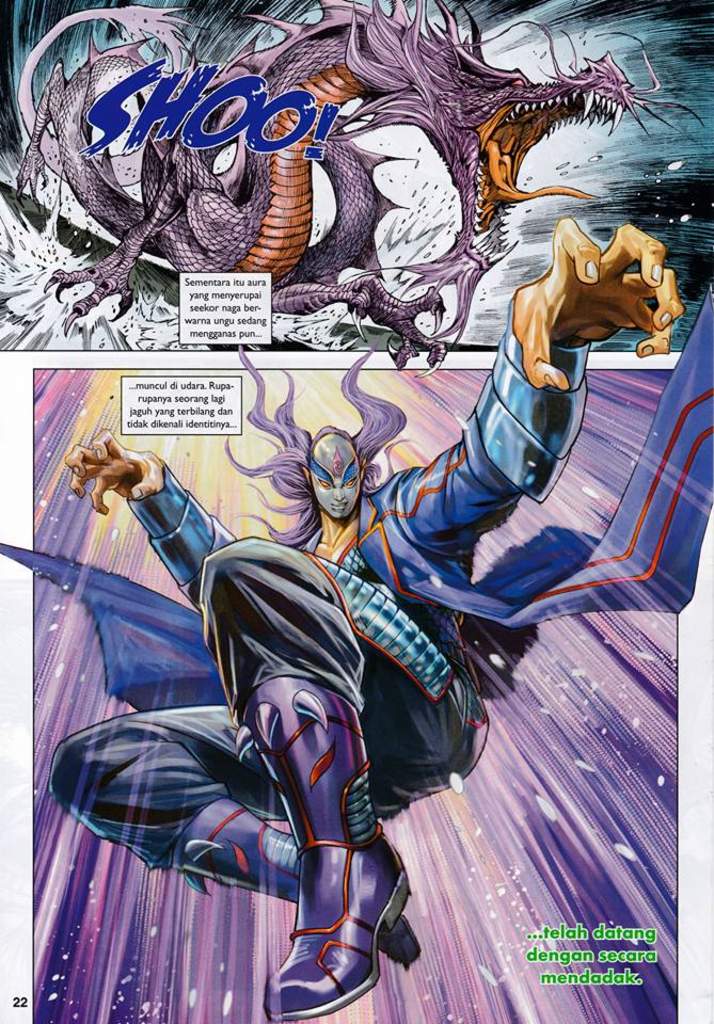 SHOO!
Sementara itu aura
yang menyerupai
seekor naga ber-
warna ungu sedang
mengganas pun...
...muncul di udara. Rupa-
rupanya seorang lagi
jaguh yang terbilang dan
tidak dikenali identitinya...
...telah datang
dengan secara
mendadak.
22